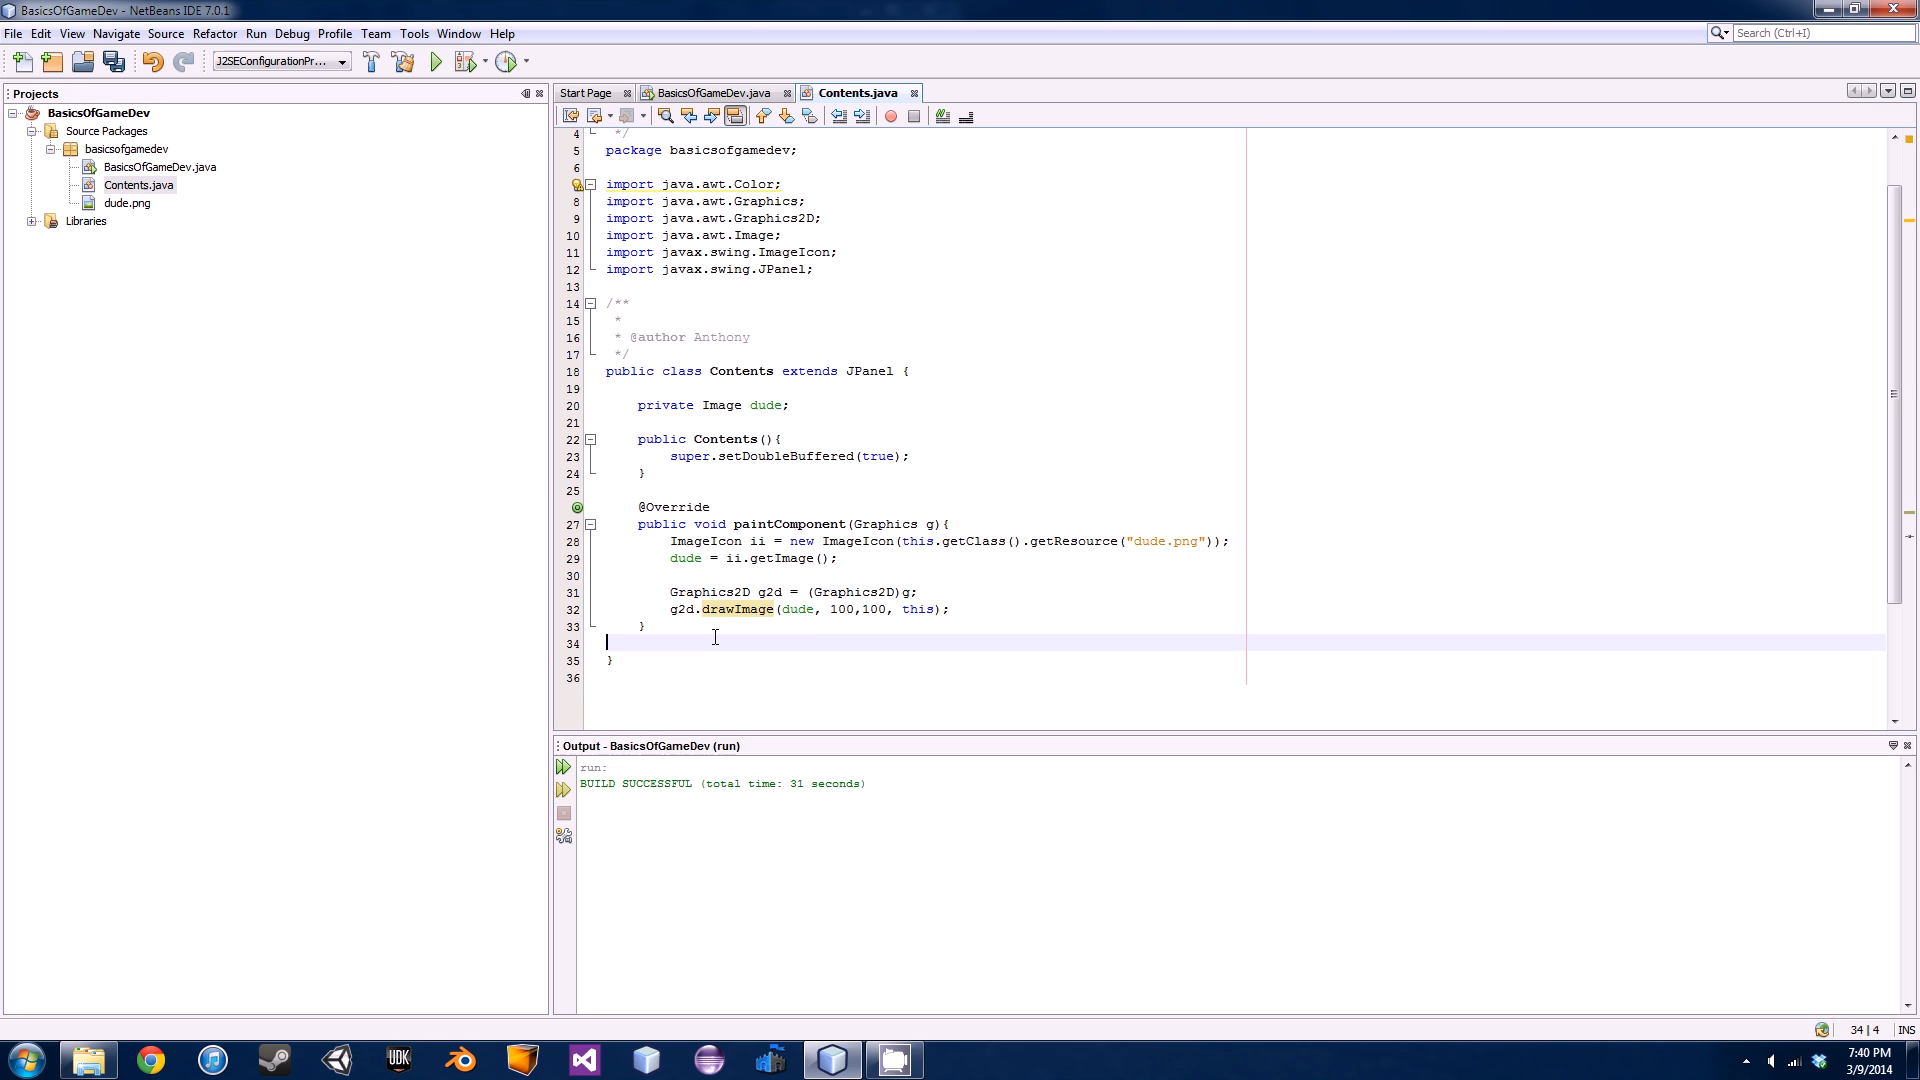 BasicsOfGameDev - NetBeans IDE 7.0.1
File Edit View Navigate Source Refactor Run Debug Profile Team Tools Window Help
Search (Ctrl+I)
J2SEConfigurationPr...
Projects
BasicsOfGameDev
Source Packages
basicsofgamedev
BasicsOfGameDev.java
Contents.java
dude.png
Libraries
Start Page
BasicsOfGameDev.java
Contents.java
4 */
5 package basicsofgamedev;
6
import java.awt.Color;
8 import java.awt.Graphics;
9 import java.awt.Graphics2D;
10 import java.awt.Image;
11 import javax.swing.ImageIcon;
12 import javax.swing.JPanel;
13
14 /**
15 *
16 * @author Anthony
17 */
18 public class Contents extends JPanel {
19
20 private Image dude;
21
22 public Contents(){
23 super.setDoubleBuffered(true);
24 }
25
@Override
27 public void paintComponent(Graphics g){
28 ImageIcon ii = new ImageIcon(this.getClass().getResource("dude.png"));
29 dude = ii.getImage();
30
31 Graphics2D g2d = (Graphics2D)g;
32 g2d.drawImage(dude, 100,100, this);
33 }
34
35 }
36
Output - BasicsOfGameDev (run)
run:
BUILD SUCCESSFUL (total time: 31 seconds)
34 | 4 INS
UDK
7:40 PM
3/9/2014